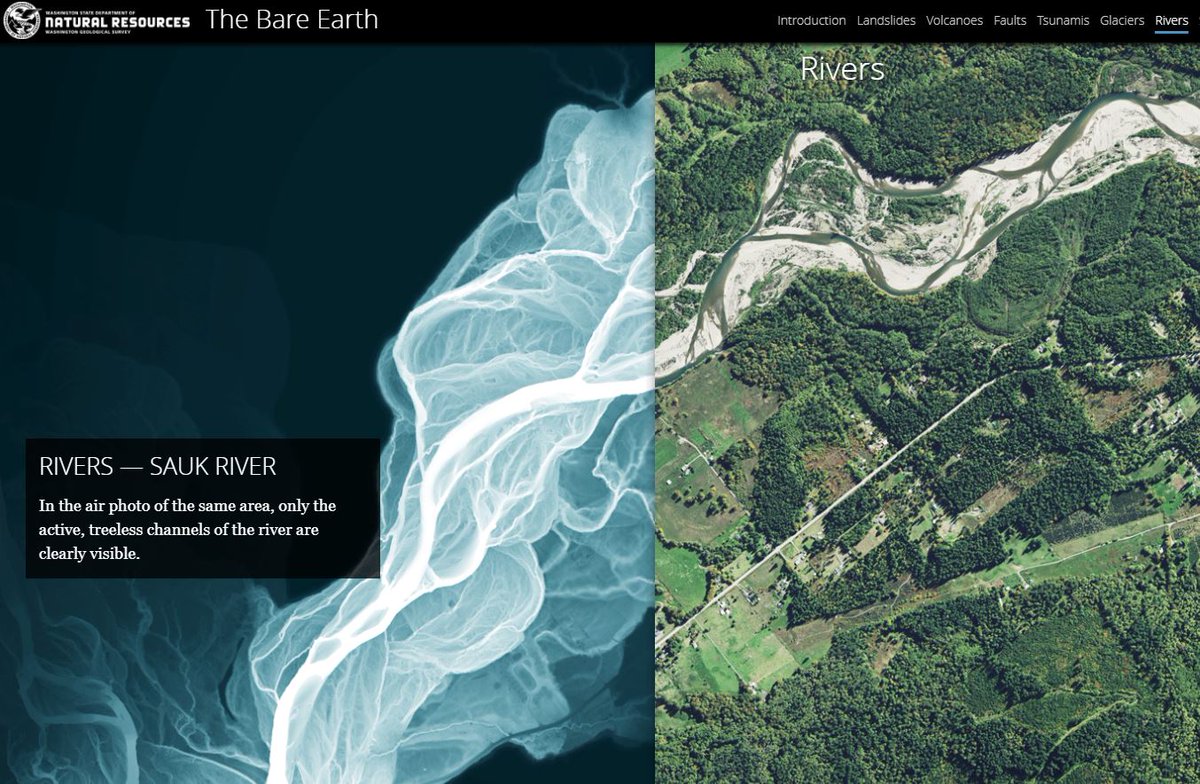 WASHINGTON STATE DEPARTMENT OF
NATURAL RESOURCES
WASHINGTON GEOLOGICAL SURVEY
The Bare Earth
Introduction Landslides Volcanoes Faults Tsunamis Glaciers Rivers
Rivers
RIVERS — SAUK RIVER
In the air photo of the same area, only the
active, treeless channels of the river are
clearly visible.